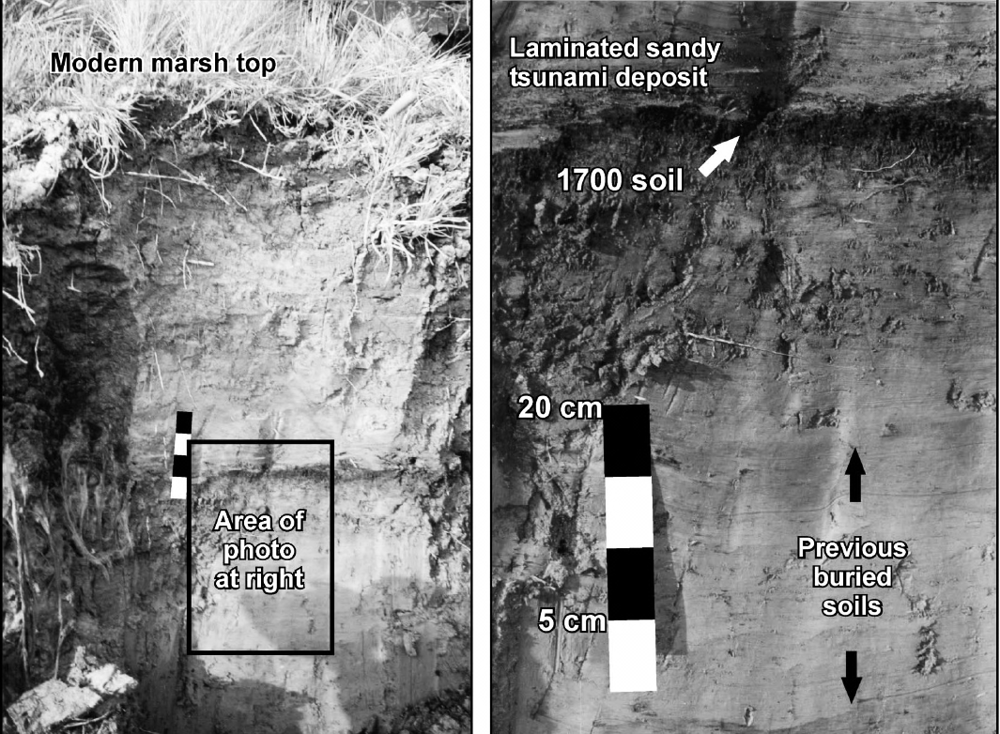 Modern marsh top
Area of
photo
at right
Laminated sandy
tsunami deposit
1700 soil
20 cm
5 cm
Previous
buried
soils